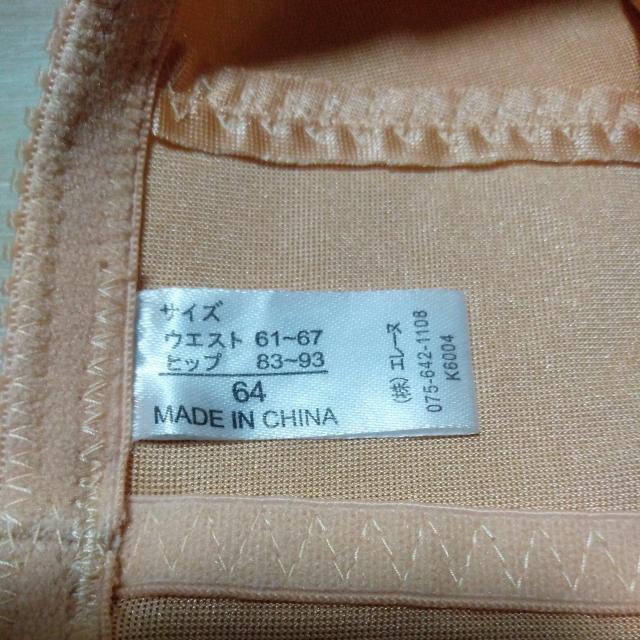 サイズ
ウエスト 61~67
ヒップ 83~93
64
MADE IN CHINA
(株) エレーヌ
075-642-1108
K6004